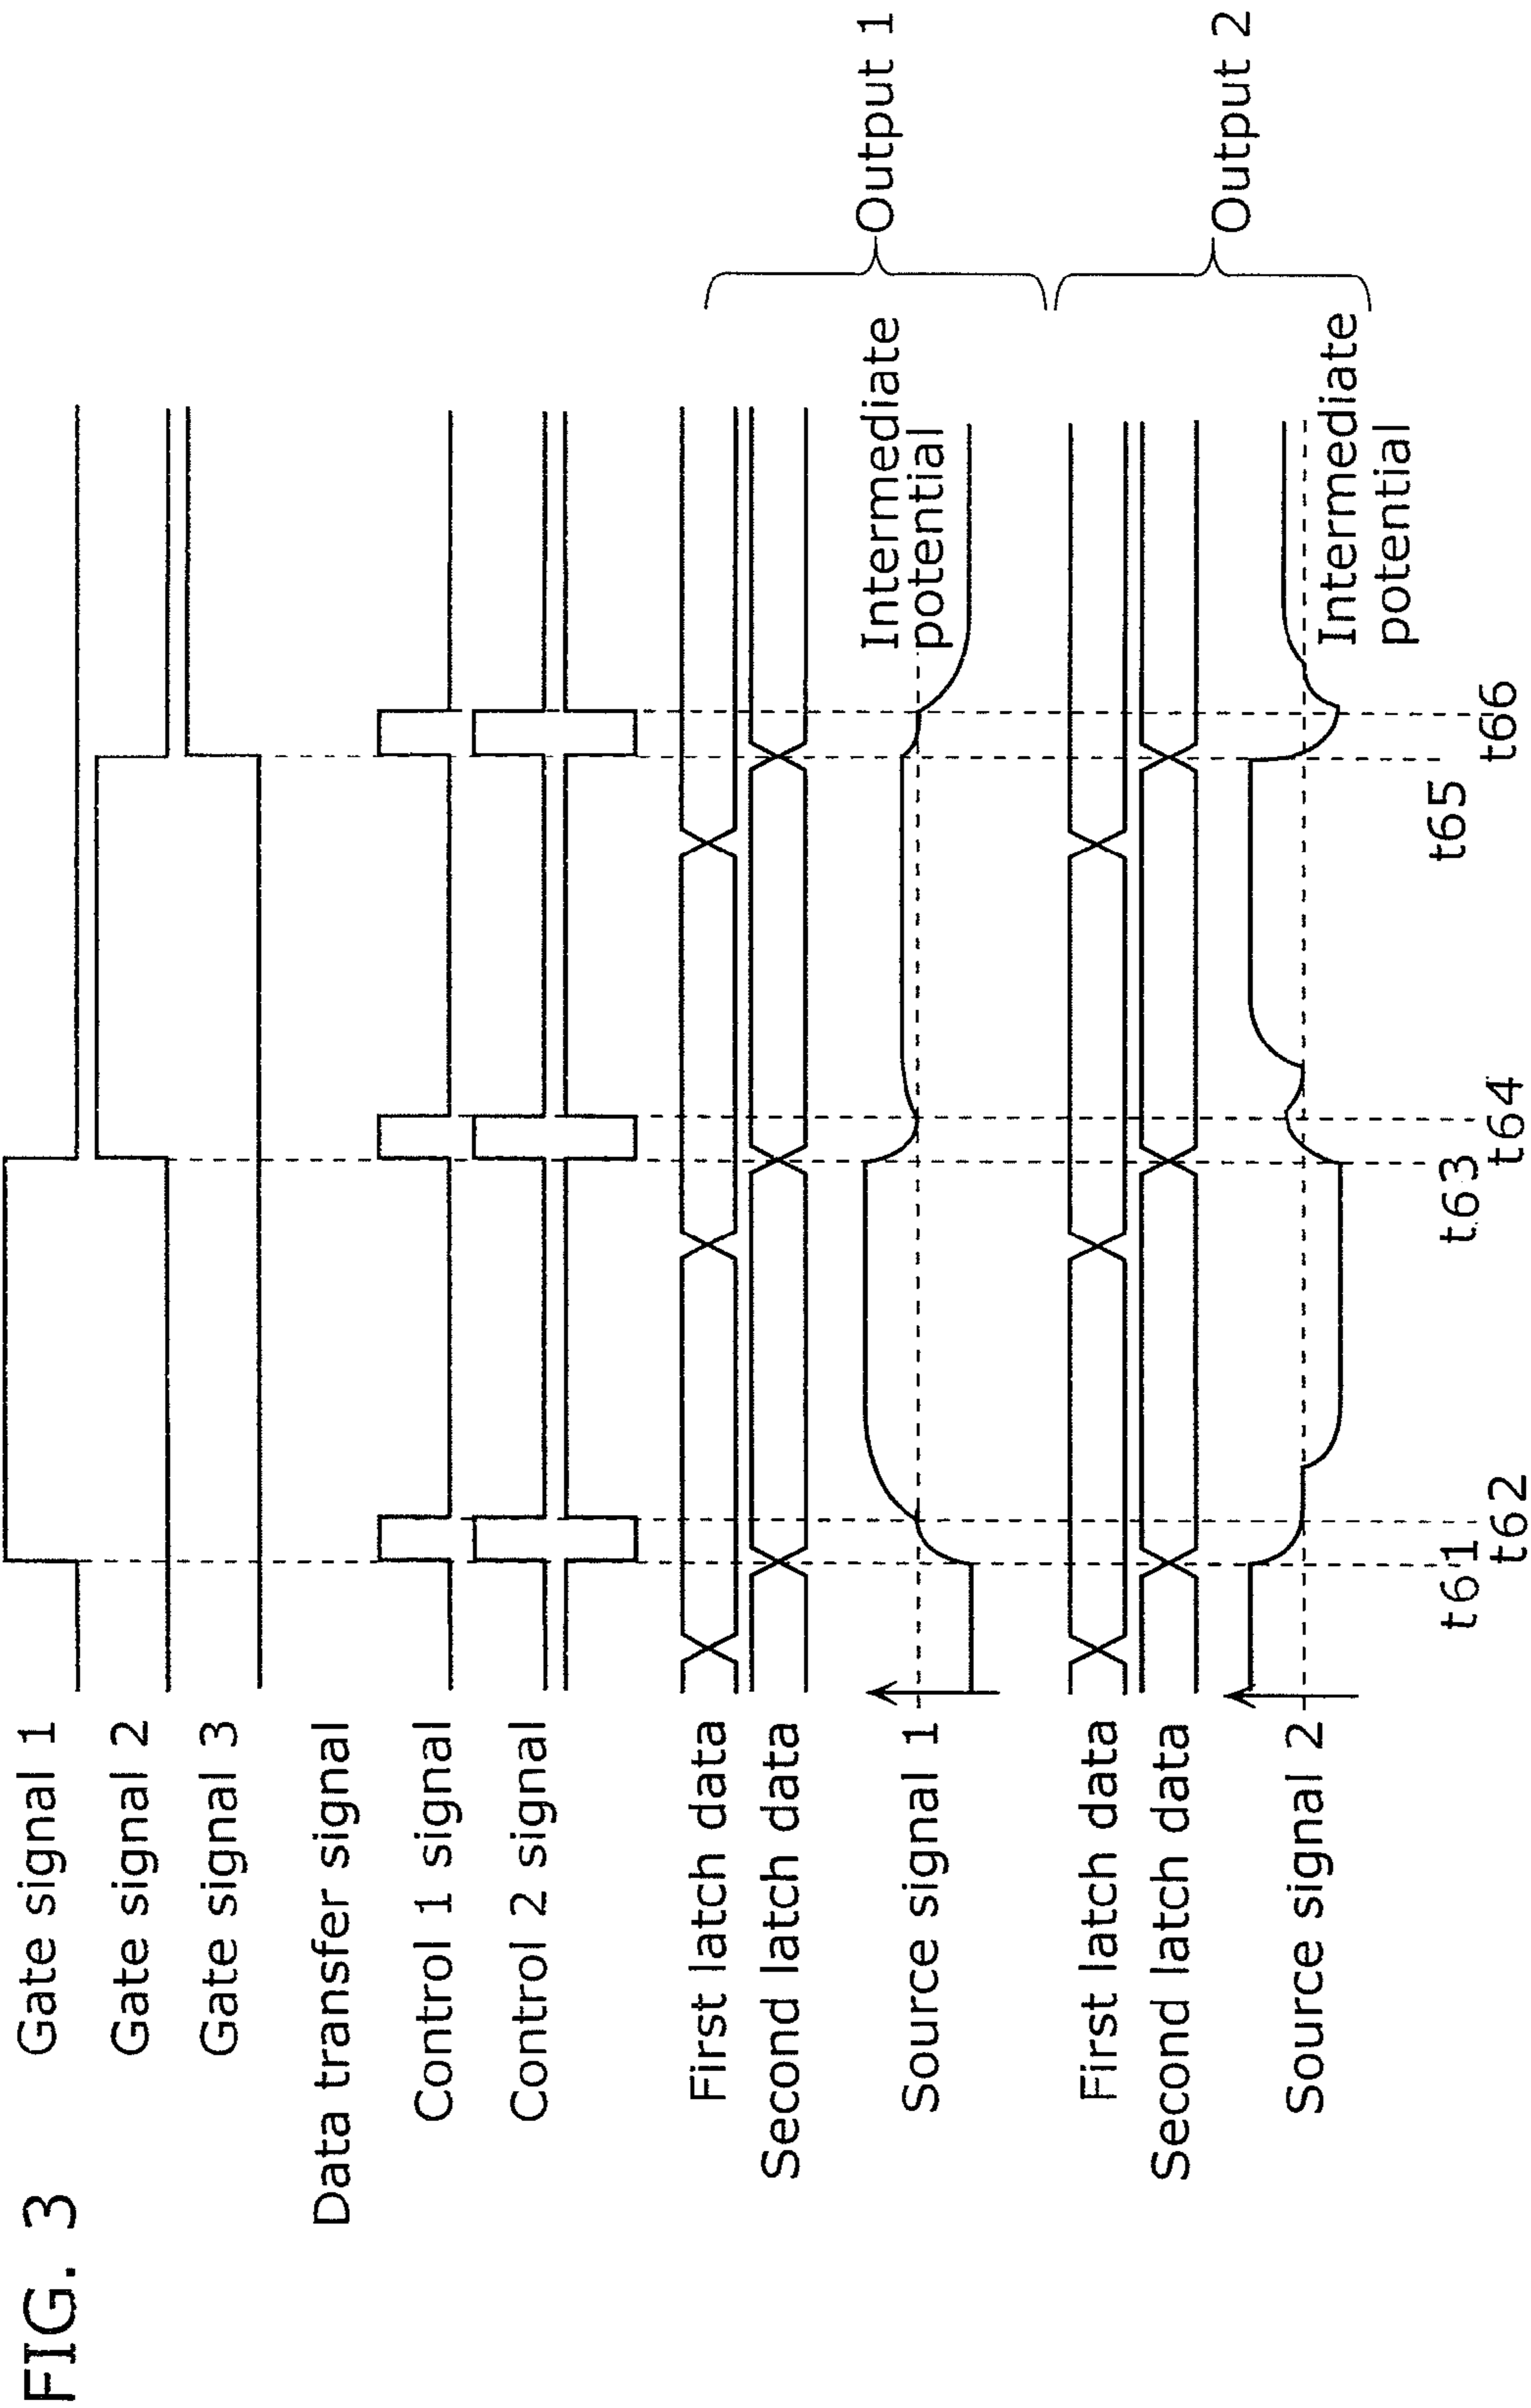 FIG. 3
Gate signal 1
Gate signal 2
Gate signal 3
Data transfer signal
Control 1 signal
Control 2 signal
First latch data
Second latch data
Source signal 1
Intermediate
potential
Output 1
First latch data
Second latch data
Source signal 2
Intermediate
potential
Output 2
t61
t62
t63
t64
t65
t66